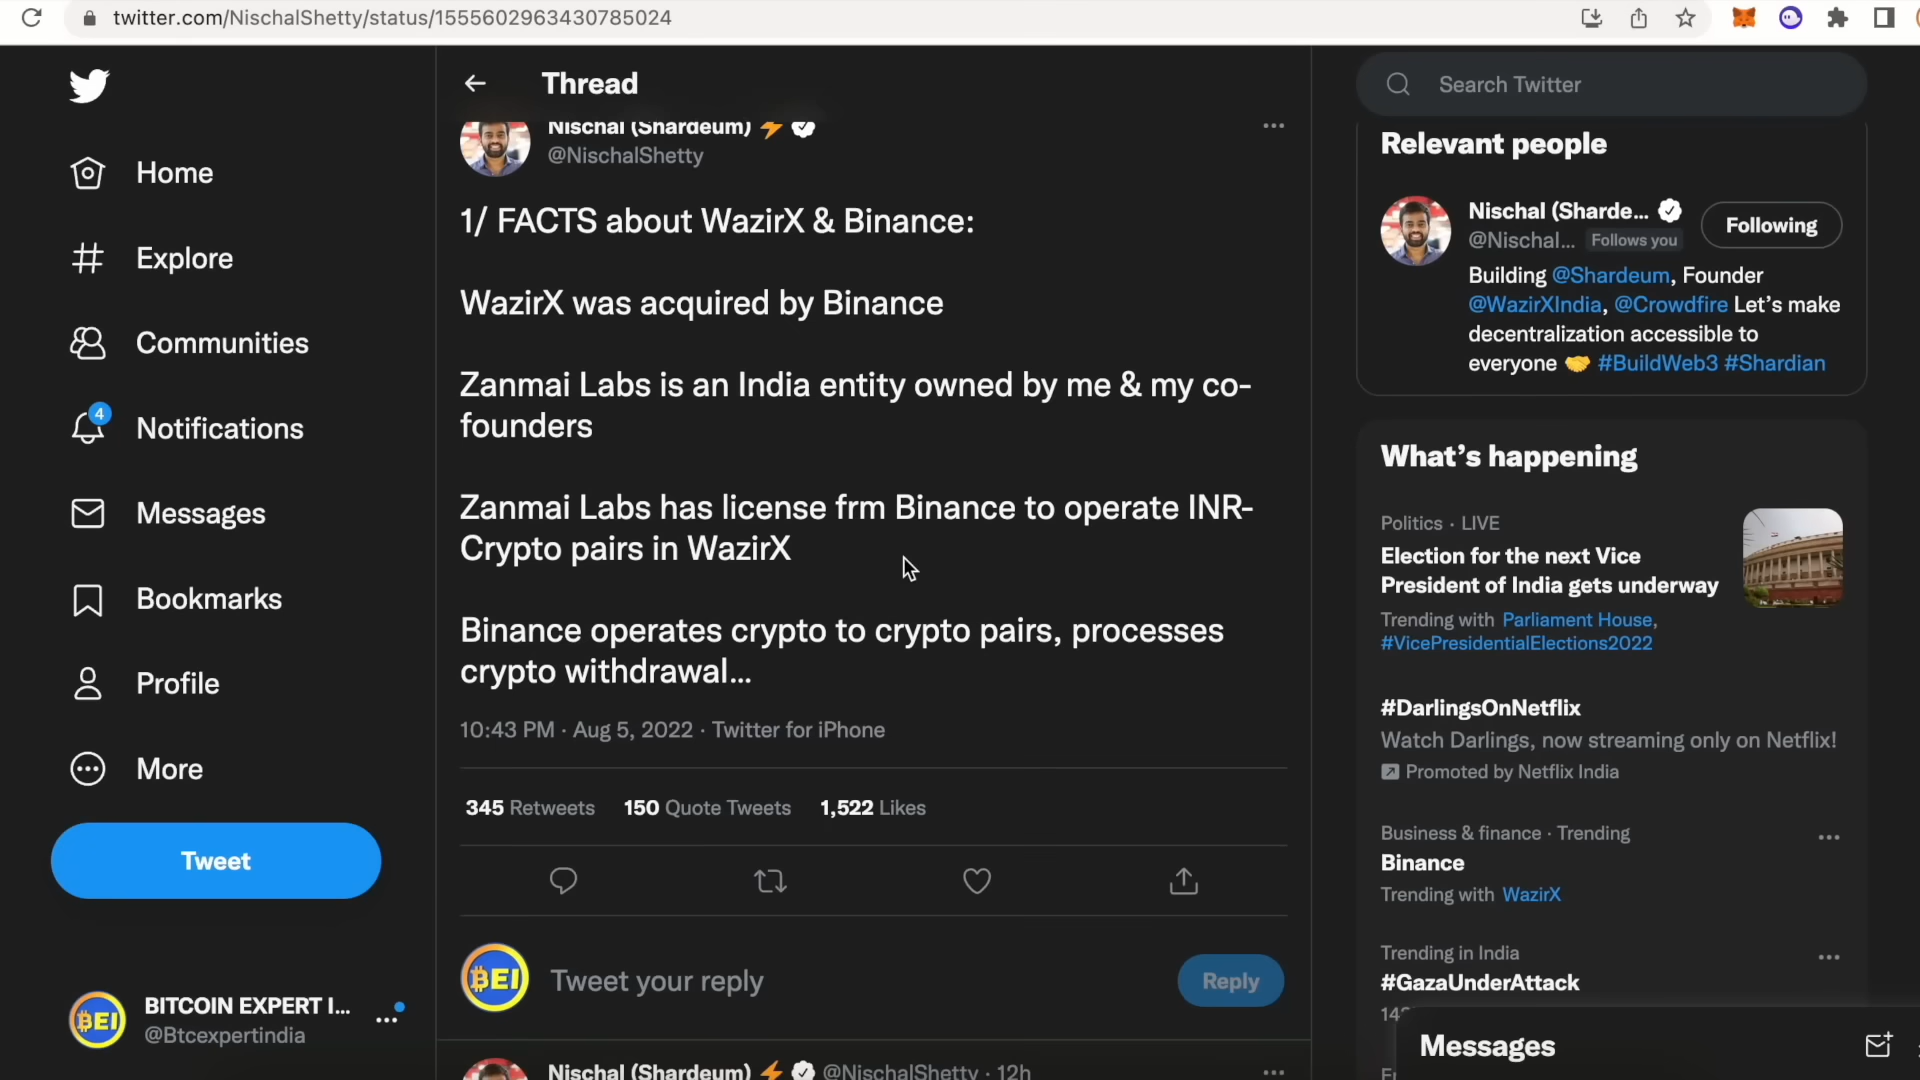 twitter.com/NischalShetty/status/1555602963430785024
Home
Explore
Communities
4
Notifications
Messages
Bookmarks
Profile
More
Tweet
BITCOIN EXPERT I...
@Btcexpertindia
Thread
Nischal (Shardeum)
@NischalShetty
1/ FACTS about WazirX & Binance:
WazirX was acquired by Binance
Zanmai Labs is an India entity owned by me & my co-
founders
Zanmai Labs has license frm Binance to operate INR-
Crypto pairs in WazirX
Binance operates crypto to crypto pairs, processes
crypto withdrawal...
10:43 PM · Aug 5, 2022 · Twitter for iPhone
345 Retweets 150 Quote Tweets 1,522 Likes
BEI Tweet your reply
Reply
Nischal (Shardeum) @NischalShetty · 12h
Search Twitter
Relevant people
Nischal (Sharde...
@Nischal... Follows you
Following
Building @Shardeum, Founder
@WazirXIndia, @Crowdfire Let's make
decentralization accessible to
everyone #BuildWeb3 #Shardian
What's happening
Politics · LIVE
Election for the next Vice
President of India gets underway
Trending with Parliament House,
#VicePresidentialElections2022
#DarlingsOnNetflix
Watch Darlings, now streaming only on Netflix!
Promoted by Netflix India
Business & finance · Trending
Binance
Trending with WazirX
Trending in India
#GazaUnderAttack
Messages